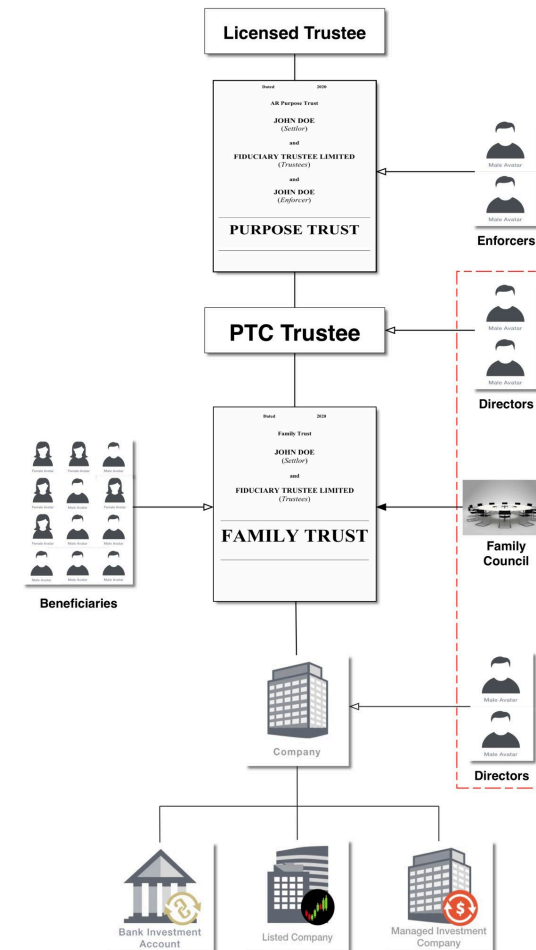 Licensed Trustee
Dated 2020
AR Purpose Trust
JOHN DOE
(Settlor)
and
FIDUCIARY TRUSTEE LIMITED
(Trustees)
and
JOHN DOE
(Enforcer)
PURPOSE TRUST
Male Avatar
Male Avatar
Enforcers
PTC Trustee
Male Avatar
Male Avatar
Directors
Dated 2020
Family Trust
JOHN DOE
(Settlor)
and
FIDUCIARY TRUSTEE LIMITED
(Trustees)
FAMILY TRUST
Female Avatar Female Avatar Male Avatar
Female Avatar Male Avatar Female Avatar
Female Avatar Male Avatar Male Avatar
Male Avatar Male Avatar Male Avatar
Beneficiaries
Family
Council
Company
Male Avatar
Male Avatar
Directors
Bank Investment
Account
Listed Company
Managed Investment
Company